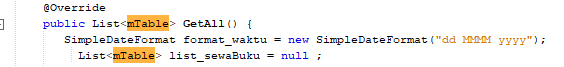 @Override
public List<mTable> GetAll() {
SimpleDateFormat format_waktu = new SimpleDateFormat("dd MMMM yyyy");
List<mTable> list_sewaBuku = null ;